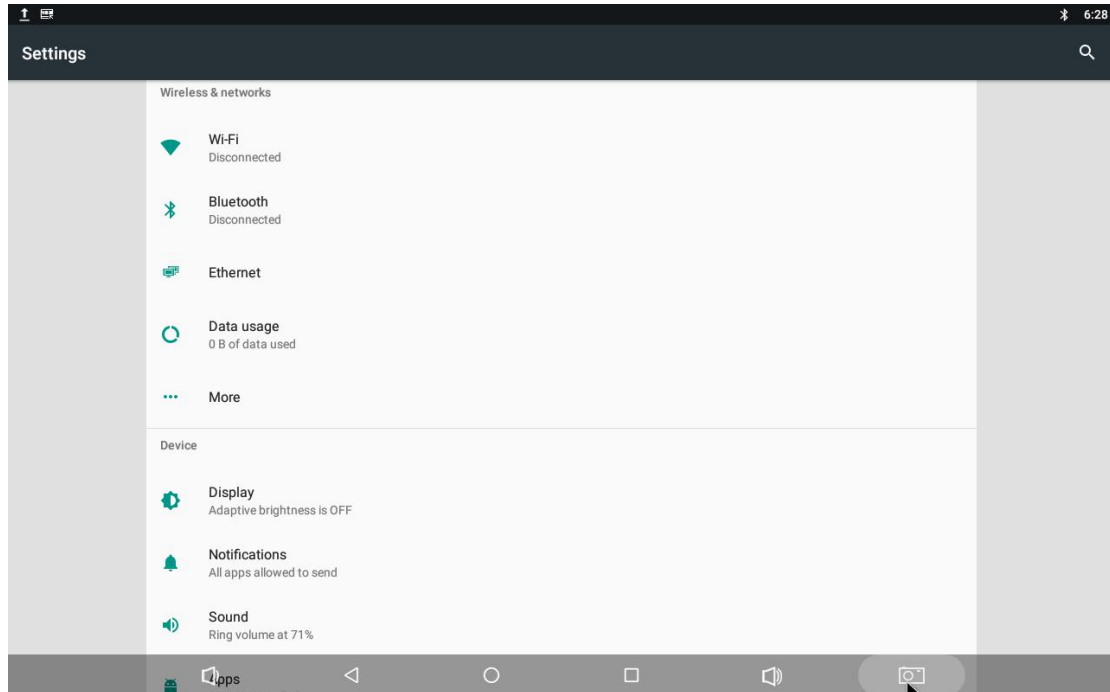 6:28
Settings
Wireless & networks
Wi-Fi
Disconnected
Bluetooth
Disconnected
Ethernet
Data usage
0 B of data used
More
Device
Display
Adaptive brightness is OFF
Notifications
All apps allowed to send
Sound
Ring volume at 71%
Apps